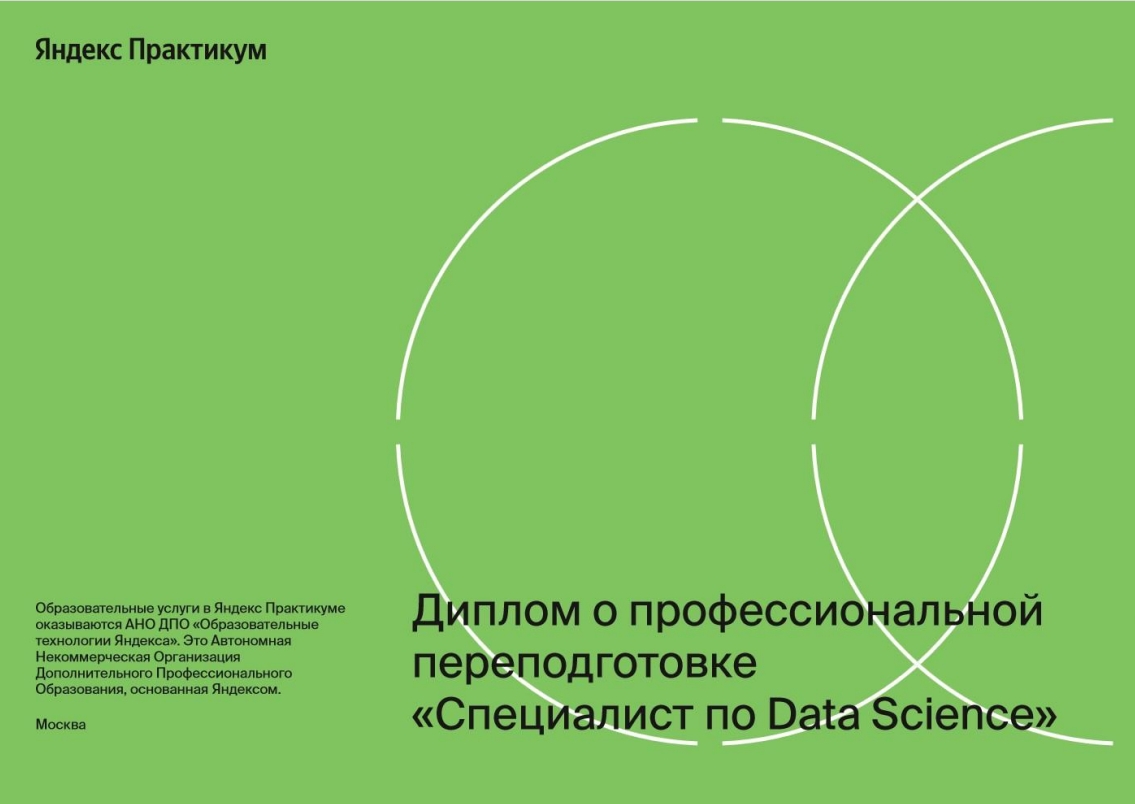 Яндекс Практикум
Образовательные услуги в Яндекс Практикуме
оказываются АНО ДПО «Образовательные
технологии Яндекса». Это Автономная
Некоммерческая Организация
Дополнительного Профессионального
Образования, основанная Яндексом.
Москва
Диплом о профессиональной
переподготовке
«Специалист по Data Science»